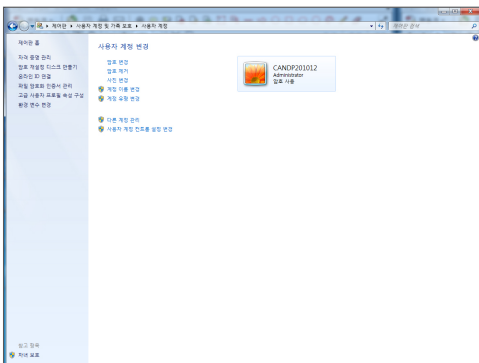 제어판 ▸ 사용자 계정 및 가족 보호 ▸ 사용자 계정
제어판 검색
제어판 홈
자격 증명 관리
암호 재설정 디스크 만들기
온라인 ID 연결
파일 암호화 인증서 관리
고급 사용자 프로필 속성 구성
환경 변수 변경
사용자 계정 변경
암호 변경
암호 제거
사진 변경
계정 이름 변경
계정 유형 변경
다른 계정 관리
사용자 계정 컨트롤 설정 변경
CANDP201012
Administrator
암호 사용
참고 항목
자녀 보호